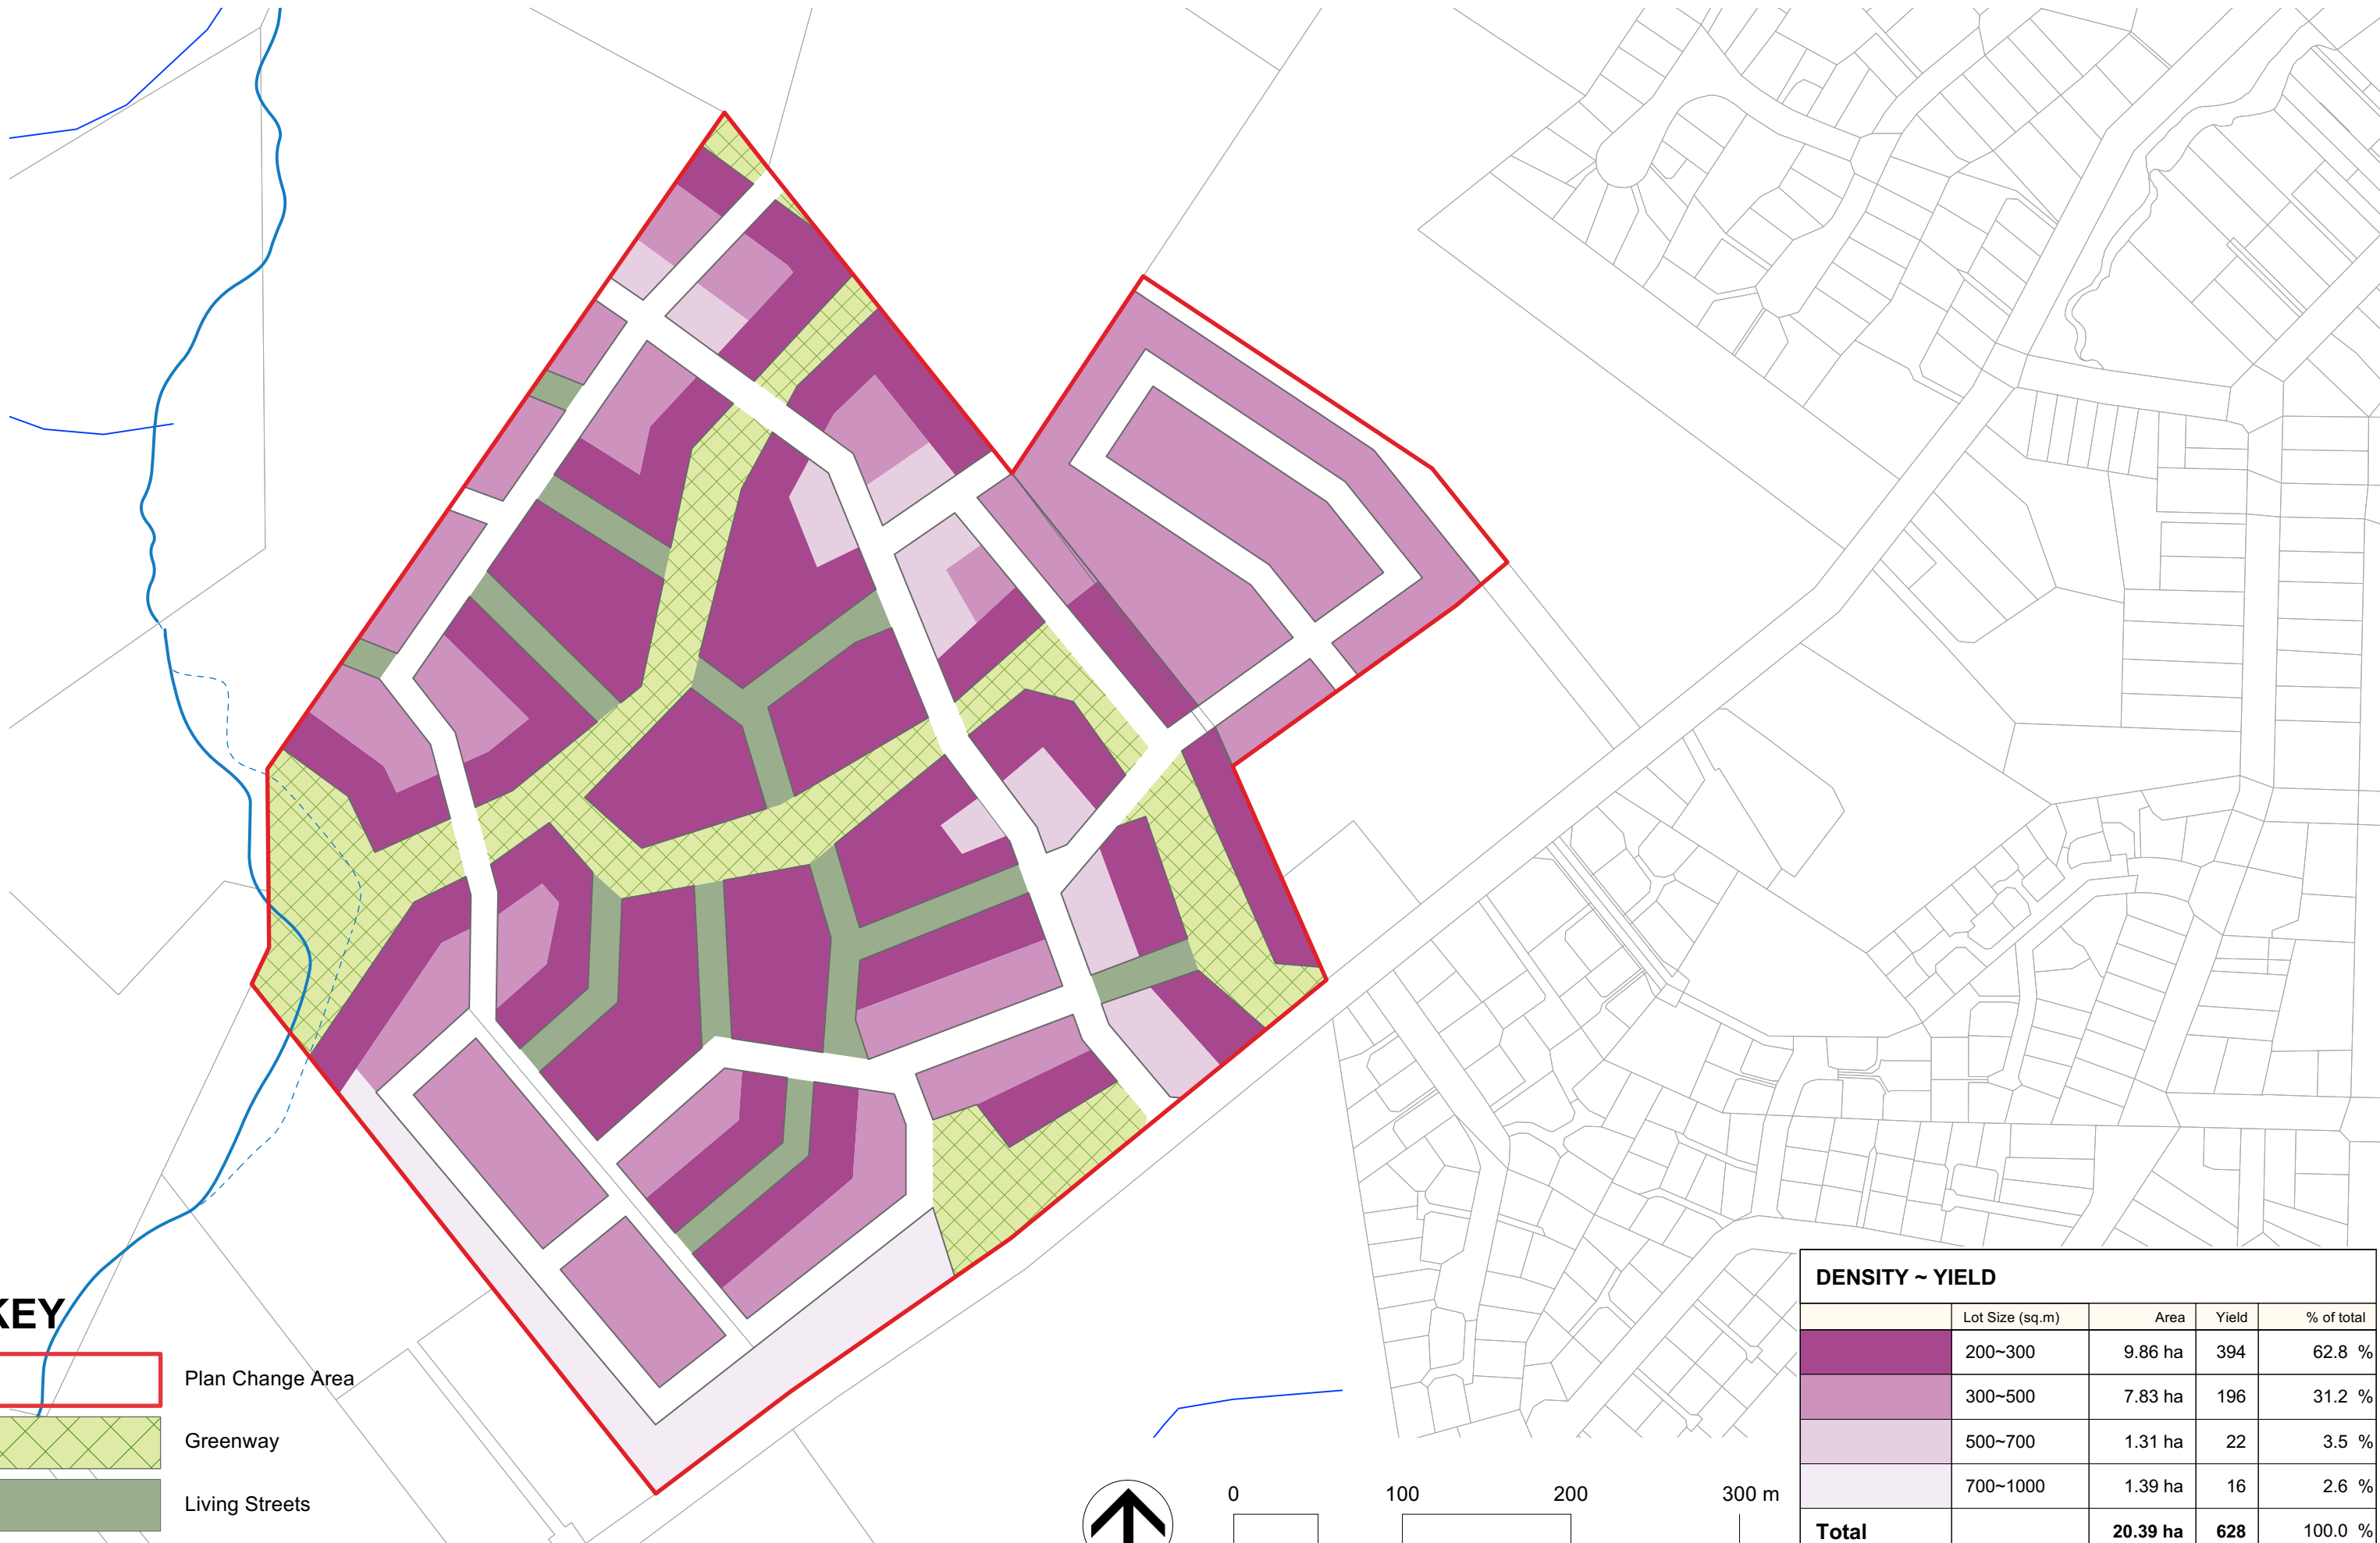 KEY
Plan Change Area
Greenway
Living Streets
0 100 200 300 m
DENSITY ~ YIELD
Lot Size (sq.m) Area Yield % of total
200~300 9.86 ha 394 62.8 %
300~500 7.83 ha 196 31.2 %
500~700 1.31 ha 22 3.5 %
700~1000 1.39 ha 16 2.6 %
Total 20.39 ha 628 100.0 %